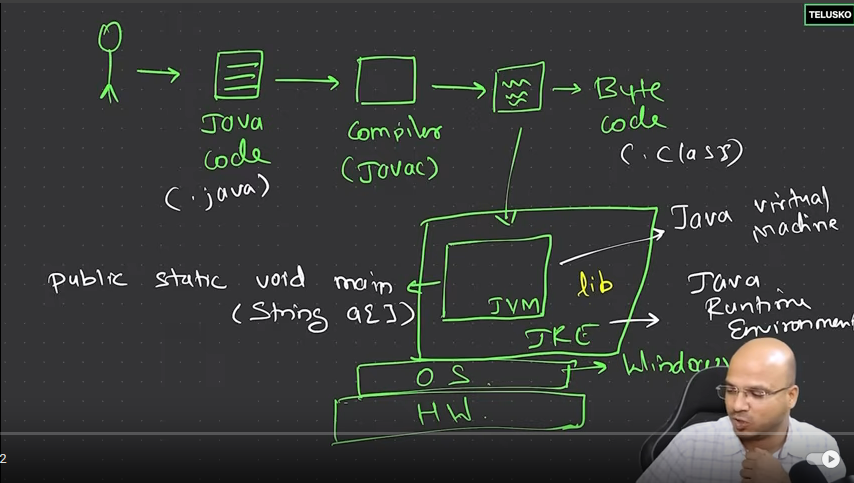 TELUSKO
Java
code
(.java)
Compiler
(Javac)
Byte
code
(.class)
public static void main
(String a[])
JVM
lib
JRE
Java virtual
Machine
Java
Runtime
Environment
OS.
HW.
Windows
2